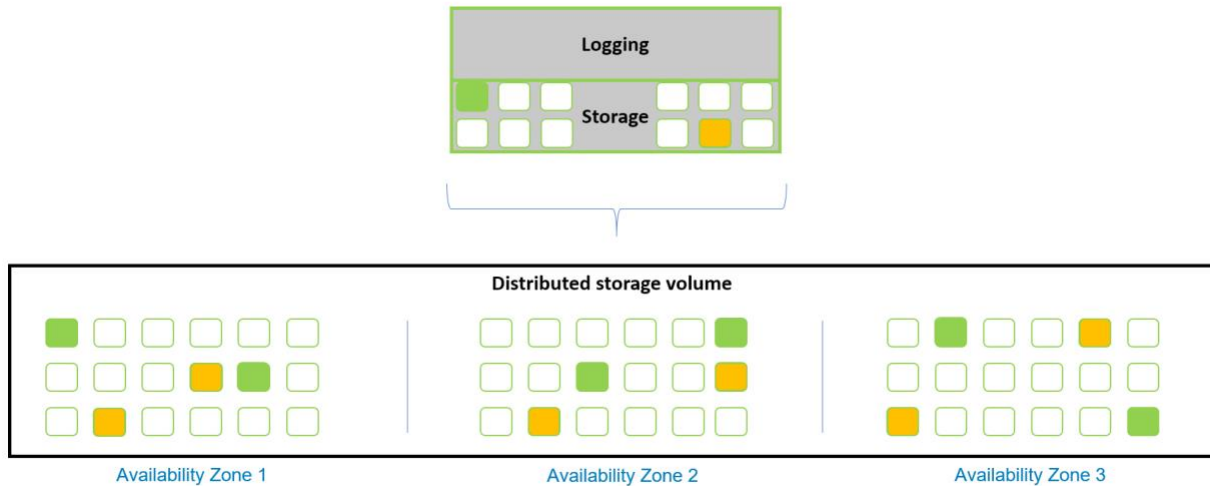 Logging
Storage
Distributed storage volume
Availability Zone 1
Availability Zone 2
Availability Zone 3